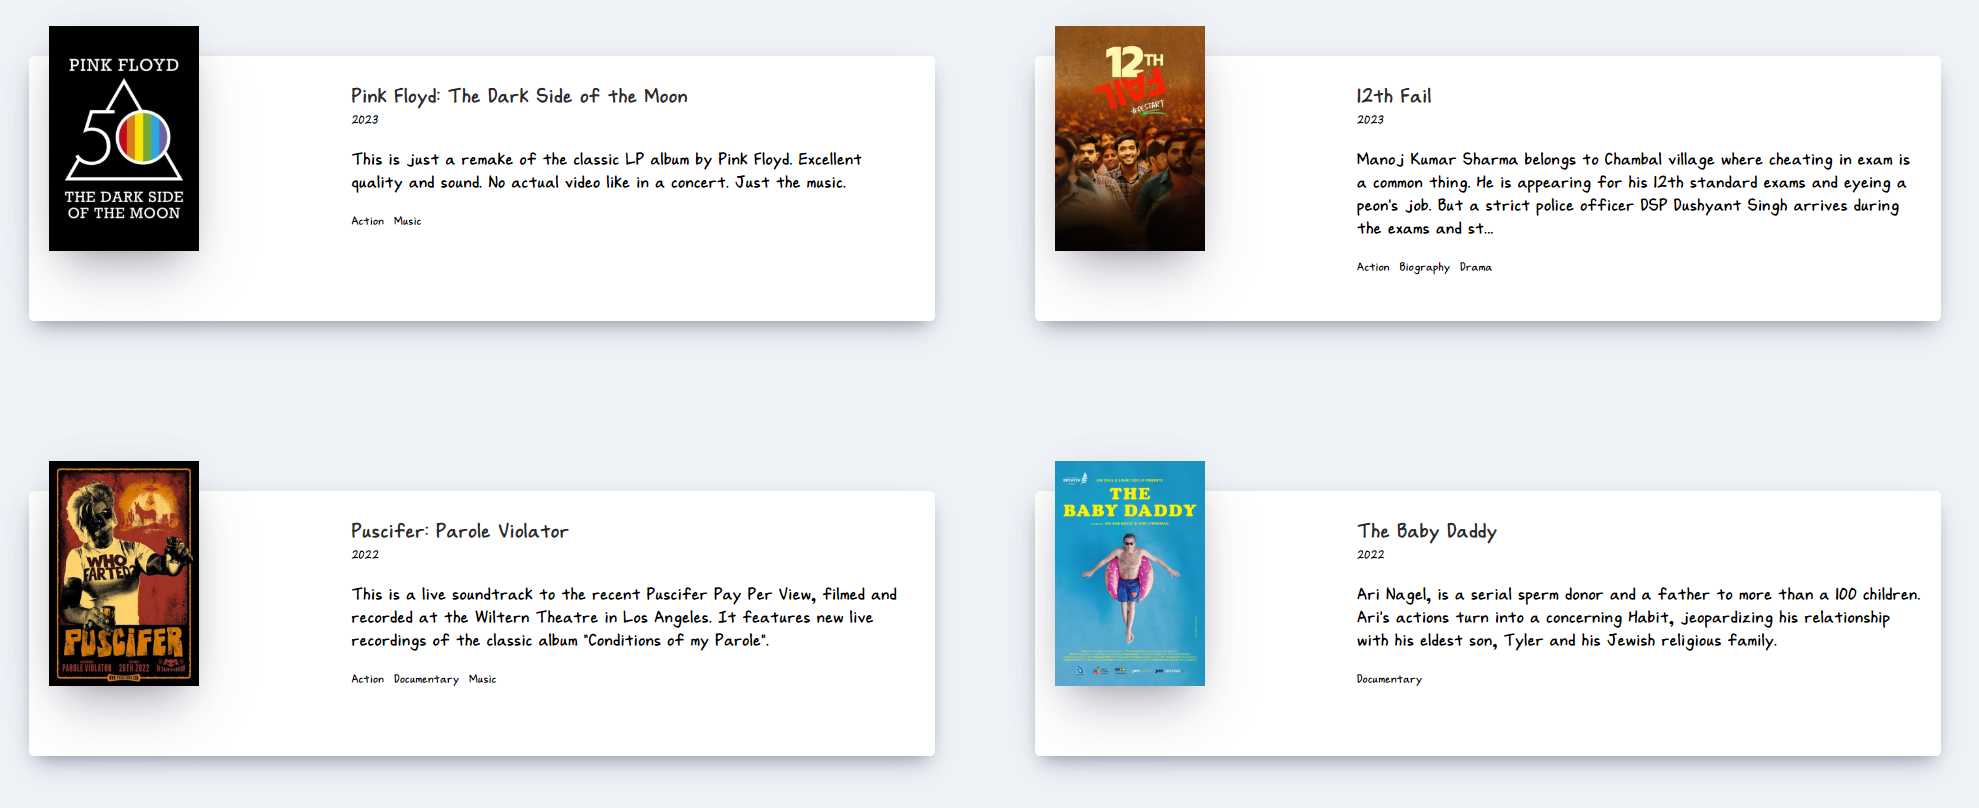 PINK FLOYD
50
THE DARK SIDE
OF THE MOON
Pink Floyd: The Dark Side of the Moon
2023
This is just a remake of the classic LP album by Pink Floyd. Excellent
quality and sound. No actual video like in a concert. Just the music.
Action Music
12TH
FAIL
#RESTART
12th Fail
2023
Manoj Kumar Sharma belongs to Chambal village where cheating in exam is
a common thing. He is appearing for his 12th standard exams and eyeing a
peon's job. But a strict police officer DSP Dushyant Singh arrives during
the exams and st...
Action Biography Drama
WHO
FARTED?
PUSCIFER
PAROLE VIOLATOR
28TH 2022
Puscifer: Parole Violator
2022
This is a live soundtrack to the recent Puscifer Pay Per View, filmed and
recorded at the Wiltern Theatre in Los Angeles. It features new live
recordings of the classic album "Conditions of my Parole".
Action Documentary Music
THE
BABY DADDY
The Baby Daddy
2022
Ari Nagel, is a serial sperm donor and a father to more than a 100 children.
Ari's actions turn into a concerning Habit, jeopardizing his relationship
with his eldest son, Tyler and his Jewish religious family.
Documentary